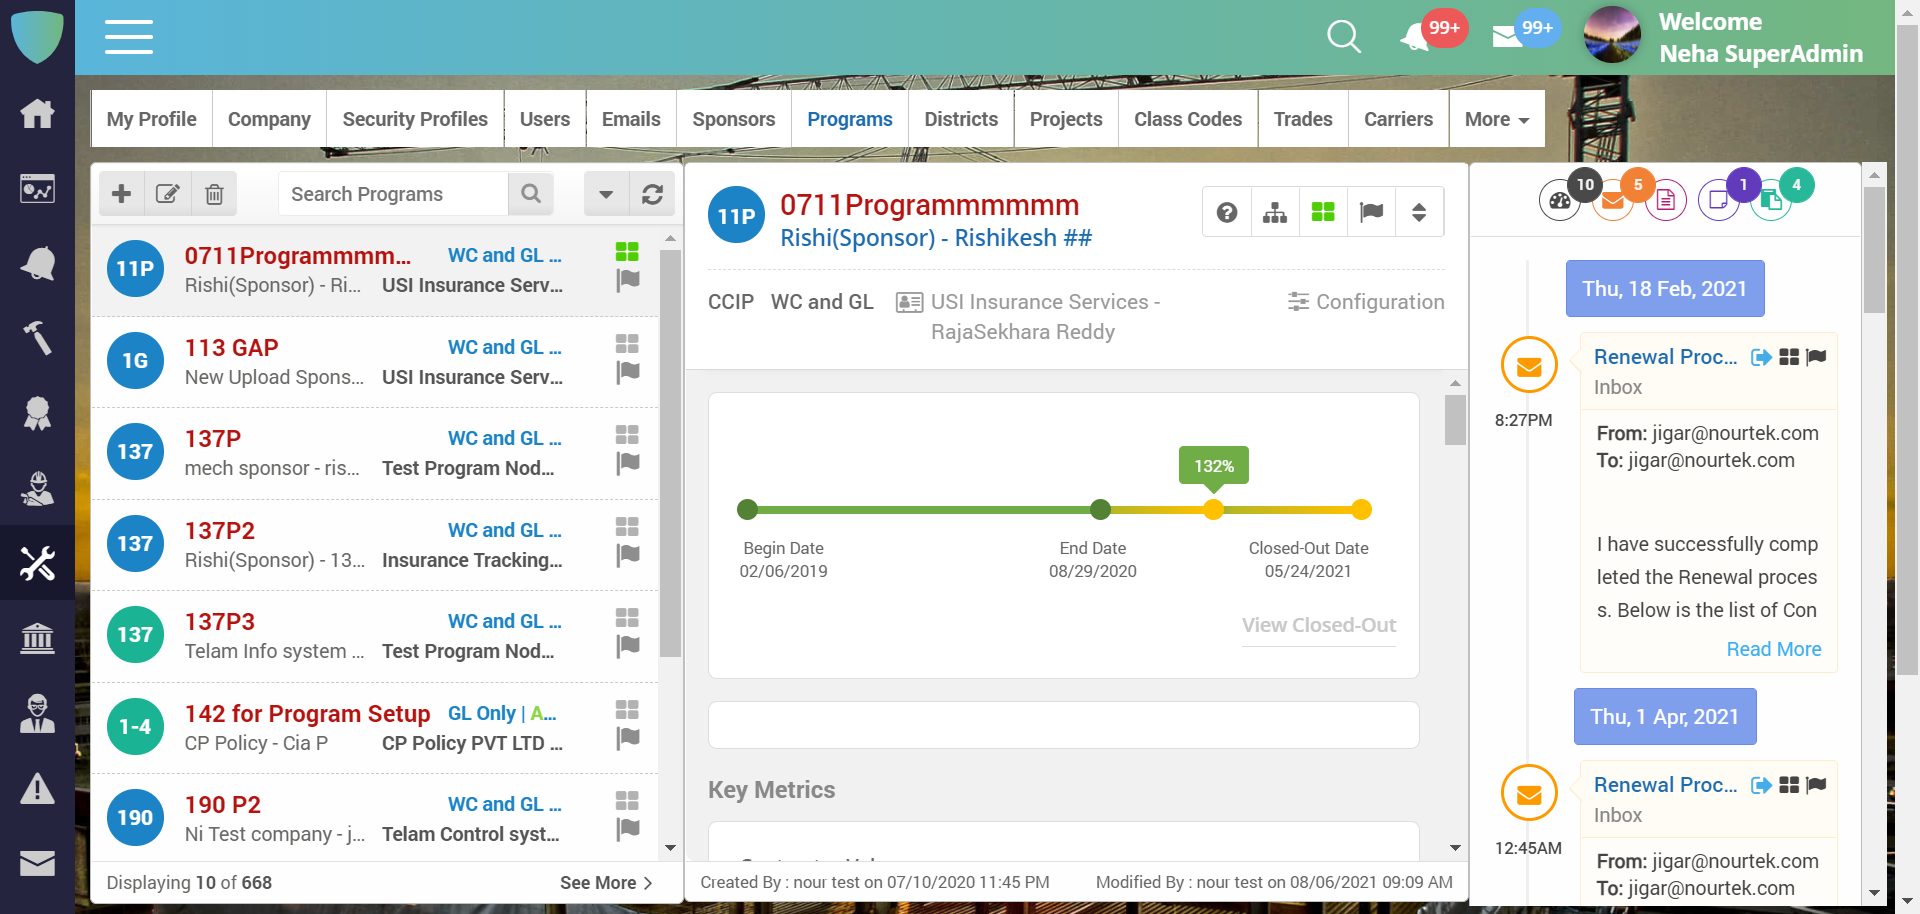 99+
99+
Welcome
Neha SuperAdmin
My Profile
Company
Security Profiles
Users
Emails
Sponsors
Programs
Districts
Projects
Class Codes
Trades
Carriers
More
Search Programs
11P
0711Programmmm...
WC and GL ...
Rishi(Sponsor) - Ri...
USI Insurance Serv...
1G
113 GAP
WC and GL ...
New Upload Spons...
USI Insurance Serv...
137
137P
WC and GL ...
mech sponsor - ris...
Test Program Nod...
137
137P2
WC and GL ...
Rishi(Sponsor) - 13...
Insurance Tracking...
137
137P3
WC and GL ...
Telam Info system ...
Test Program Nod...
1-4
142 for Program Setup
GL Only | A...
CP Policy - Cia P
CP Policy PVT LTD ...
190
190 P2
WC and GL ...
Ni Test company - j...
Telam Control syst...
Displaying 10 of 668
See More
11P
0711Programmmmm
Rishi(Sponsor) - Rishikesh ##
CCIP
WC and GL
USI Insurance Services -
RajaSekhara Reddy
Configuration
132%
Begin Date
02/06/2019
End Date
08/29/2020
Closed-Out Date
05/24/2021
View Closed-Out
Key Metrics
Created By : nour test on 07/10/2020 11:45 PM
Modified By : nour test on 08/06/2021 09:09 AM
10
5
1
4
Thu, 18 Feb, 2021
8:27PM
Renewal Proc...
Inbox
From: jigar@nourtek.com
To: jigar@nourtek.com
I have successfully comp
leted the Renewal proces
s. Below is the list of Con
Read More
Thu, 1 Apr, 2021
12:45AM
Renewal Proc...
Inbox
From: jigar@nourtek.com
To: jigar@nourtek.com